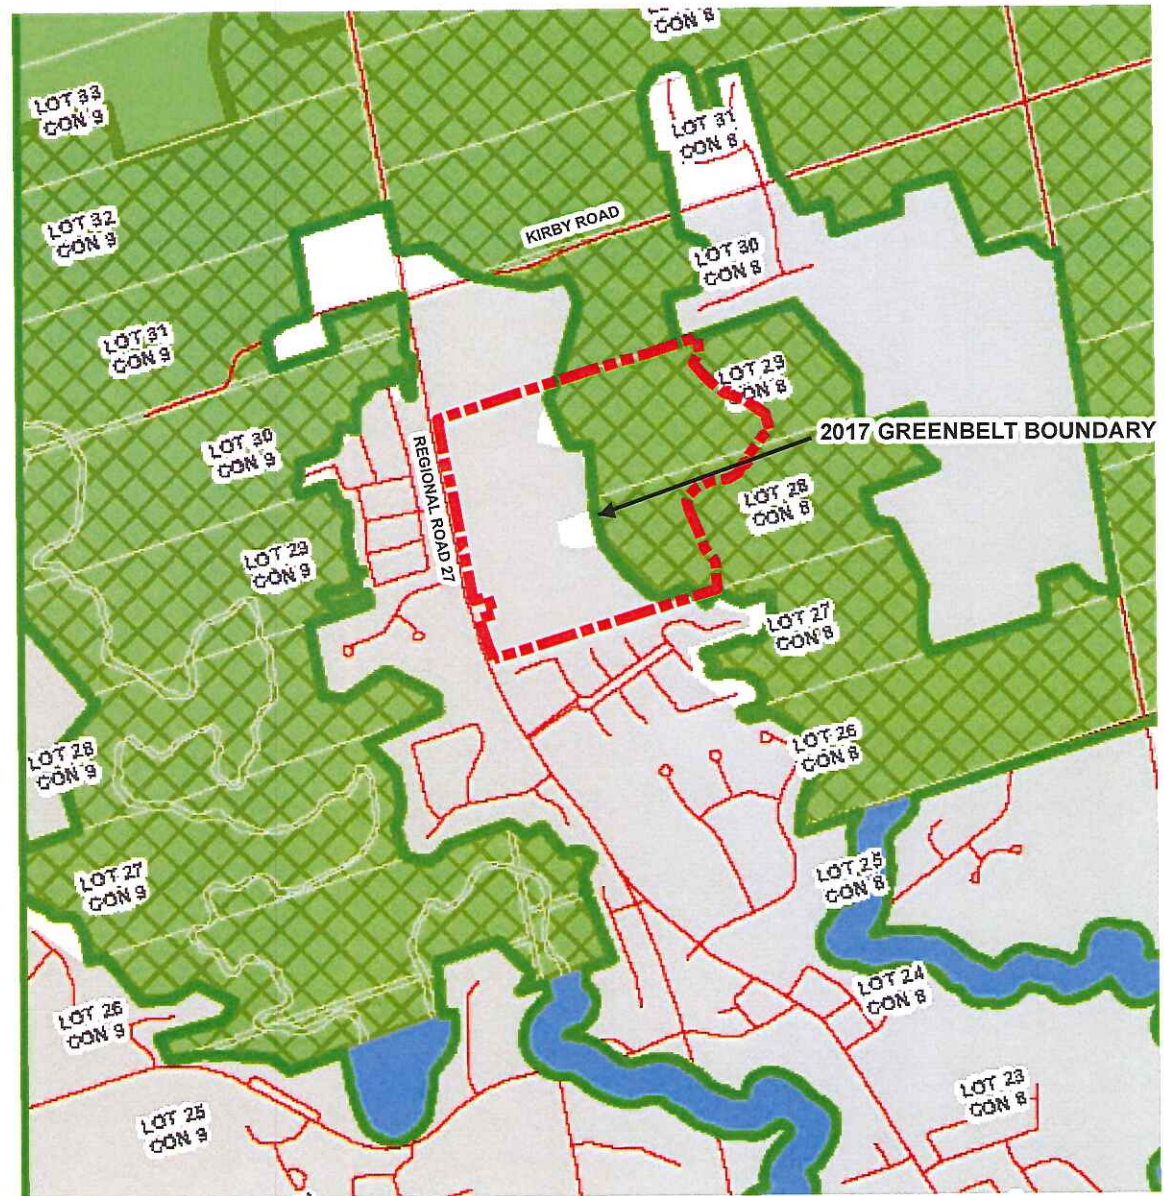 CON 8
LOT 33
CON 9
LOT 31
CON 8
LOT 32
CON 9
KIRBY ROAD
LOT 30
CON 8
LOT 31
CON 9
LOT 29
CON 8
2017 GREENBELT BOUNDARY
LOT 30
CON 9
REGIONAL ROAD 27
LOT 28
CON 8
LOT 29
CON 9
LOT 27
CON 8
LOT 28
CON 9
LOT 26
CON 8
LOT 27
CON 9
LOT 25
CON 8
LOT 24
CON 8
LOT 26
CON 9
LOT 23
CON 8
LOT 25
CON 9